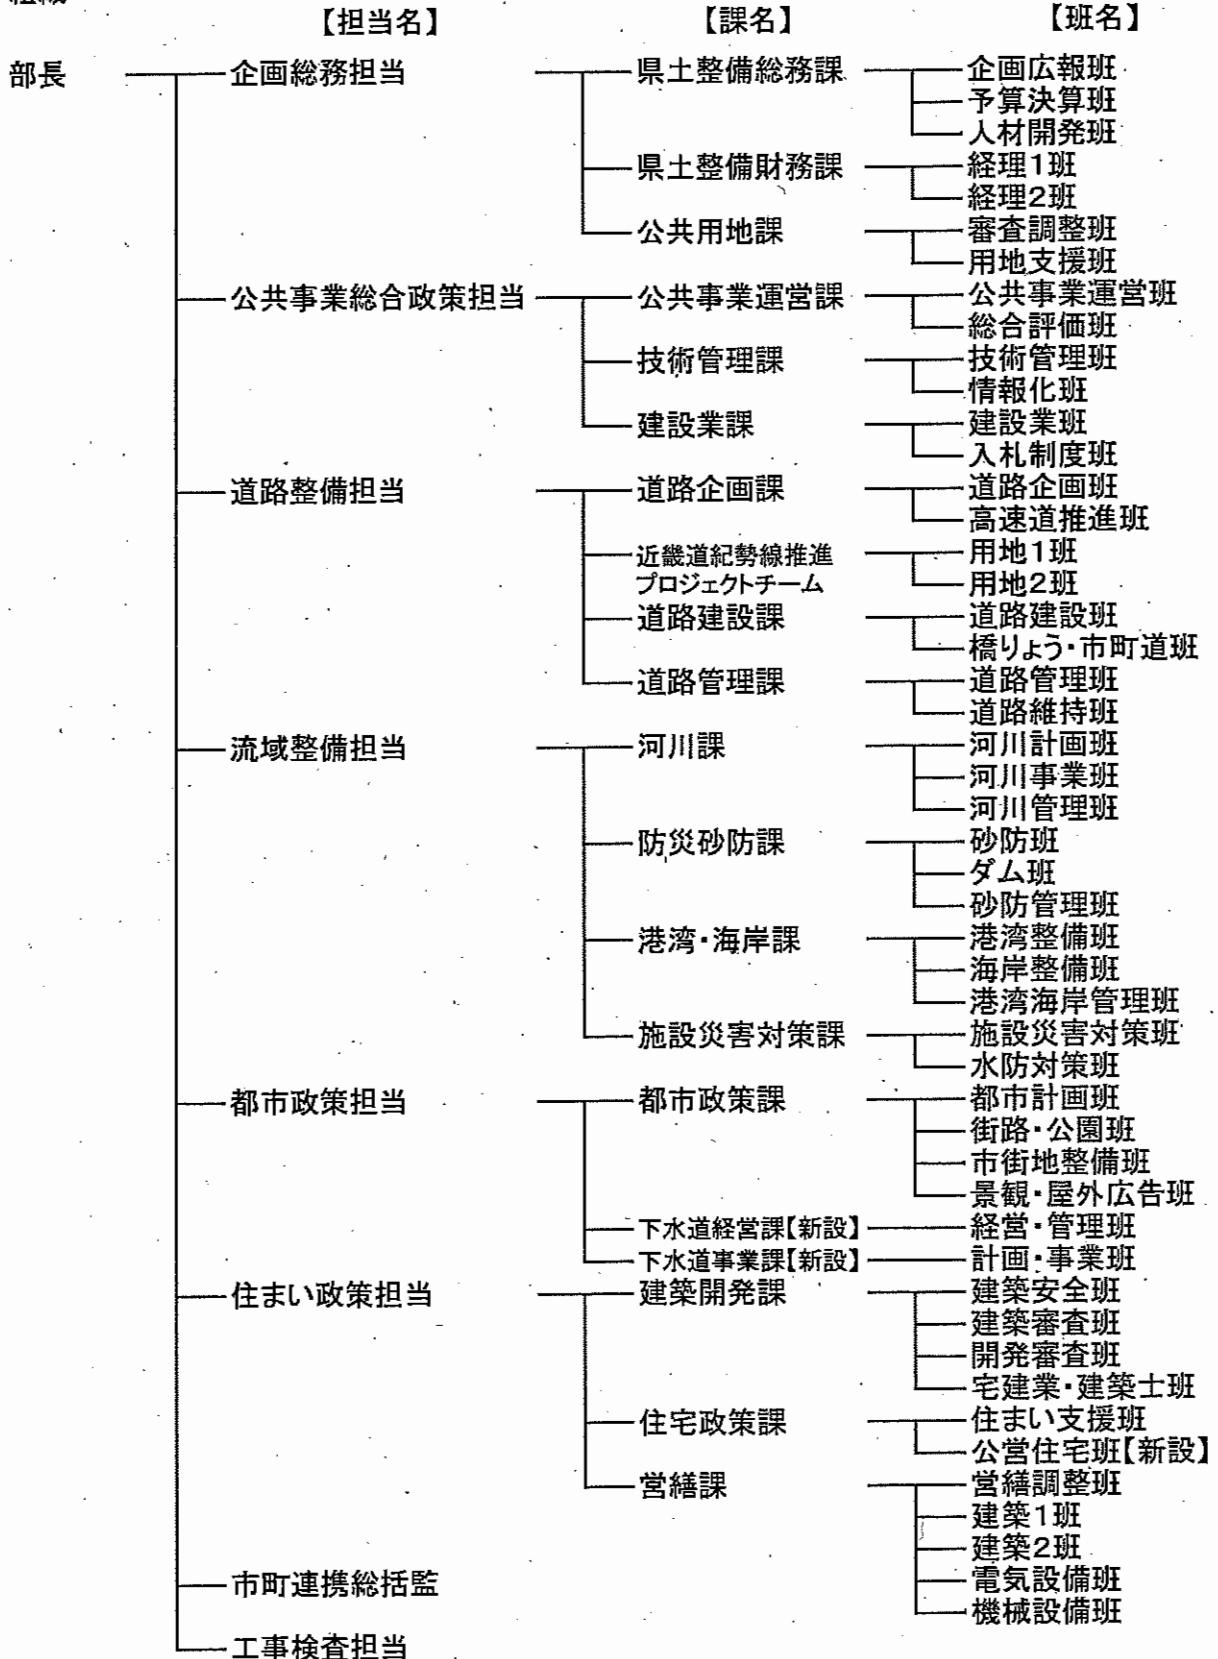 【担当名】 【課名】 【班名】
部長 企画総務担当 県土整備総務課 企画広報班
予算決算班
人材開発班
県土整備財務課 経理1班
経理2班
公共用地課 審査調整班
用地支援班
公共事業総合政策担当 公共事業運営課 公共事業運営班
総合評価班
技術管理課 技術管理班
情報化班
建設業課 建設業班
入札制度班
道路整備担当 道路企画課 道路企画班
高速道推進班
近畿道紀勢線推進 用地1班
プロジェクトチーム 用地2班
道路建設課 道路建設班
橋りょう・市町道班
道路管理課 道路管理班
道路維持班
流域整備担当 河川課 河川計画班
河川事業班
河川管理班
防災砂防課 砂防班
ダム班
砂防管理班
港湾・海岸課 港湾整備班
海岸整備班
港湾海岸管理班
施設災害対策課 施設災害対策班
水防対策班
都市政策担当 都市政策課 都市計画班
街路・公園班
市街地整備班
景観・屋外広告班
下水道経営課【新設】 経営・管理班
下水道事業課【新設】 計画・事業班
住まい政策担当 建築開発課 建築安全班
建築審査班
開発審査班
宅建業・建築士班
住宅政策課 住まい支援班
公営住宅班【新設】
営繕課 営繕調整班
建築1班
建築2班
市町連携総括監 電気設備班
機械設備班
工事検査担当